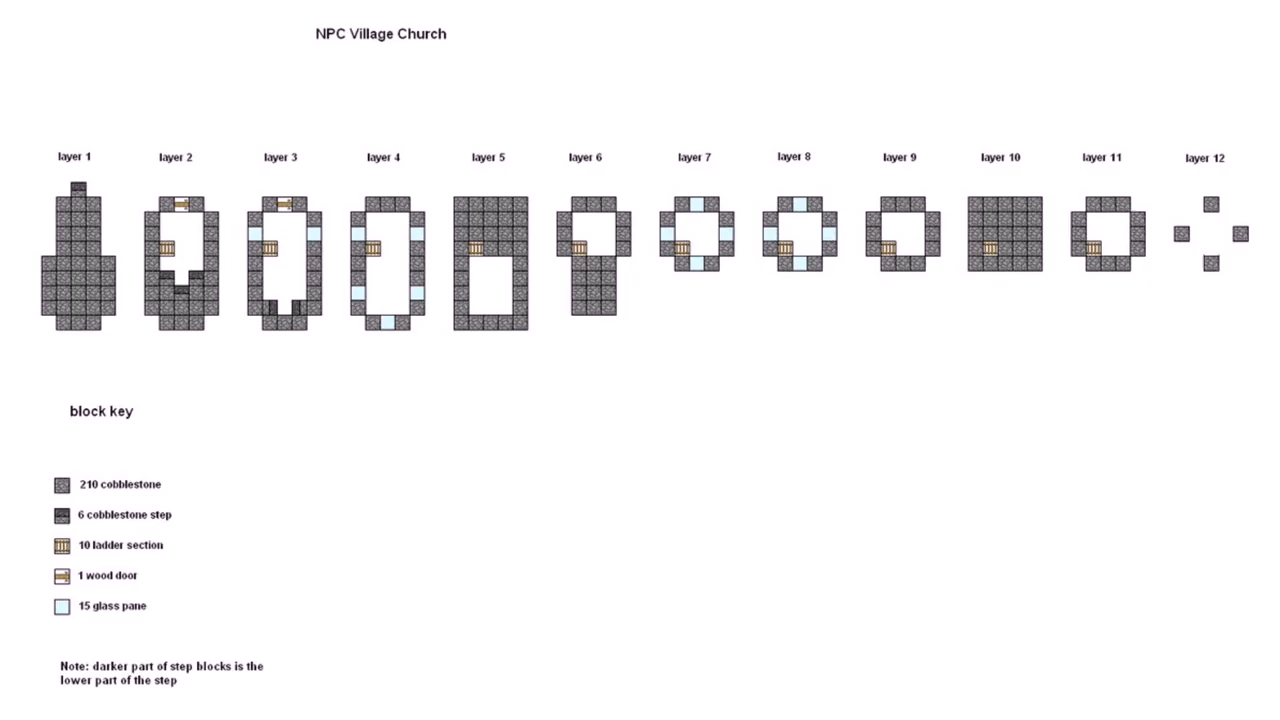 NPC Village Church
layer 1 layer 2 layer 3 layer 4 layer 5 layer 6 layer 7 layer 8 layer 9 layer 10 layer 11 layer 12
block key
210 cobblestone
6 cobblestone step
10 ladder section
1 wood door
15 glass pane
Note: darker part of step blocks is the
lower part of the step